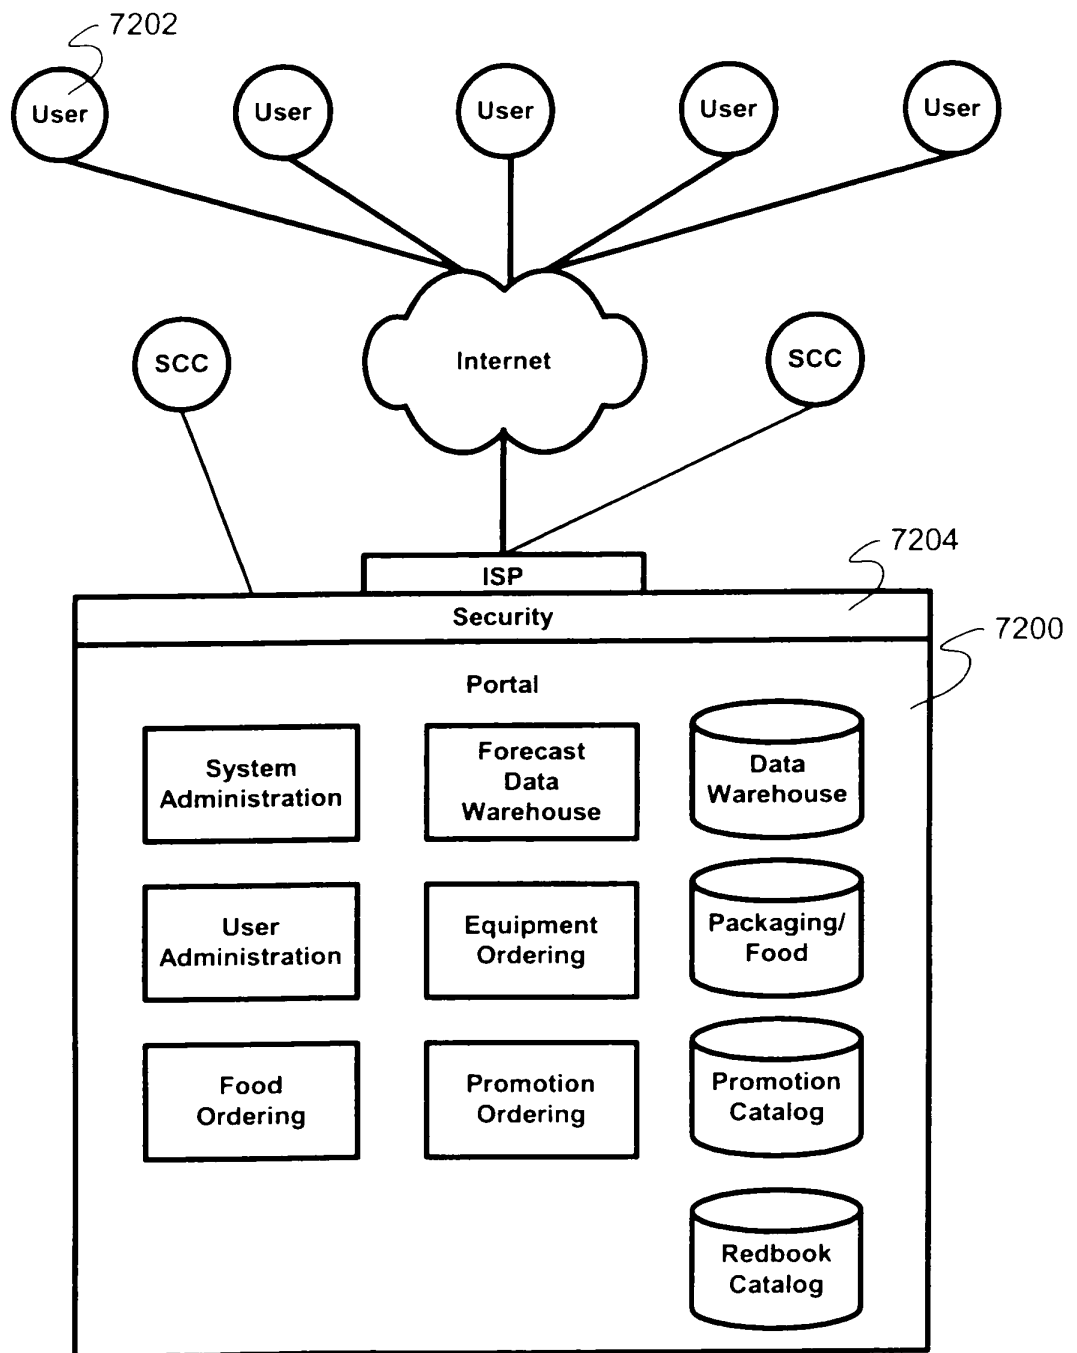 7202
User
User
User
User
User
SCC
Internet
SCC
ISP
7204
Security
7200
Portal
System
Administration
Forecast
Data
Warehouse
Data
Warehouse
User
Administration
Equipment
Ordering
Packaging/
Food
Food
Ordering
Promotion
Ordering
Promotion
Catalog
Redbook
Catalog